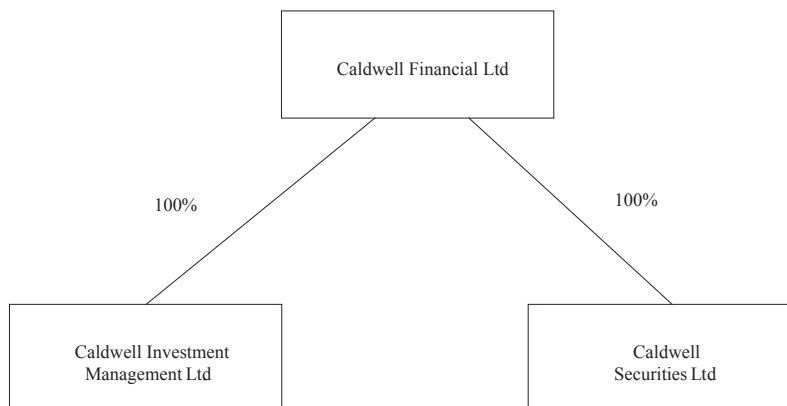 Caldwell Financial Ltd
100%
100%
Caldwell Investment
Management Ltd
Caldwell
Securities Ltd